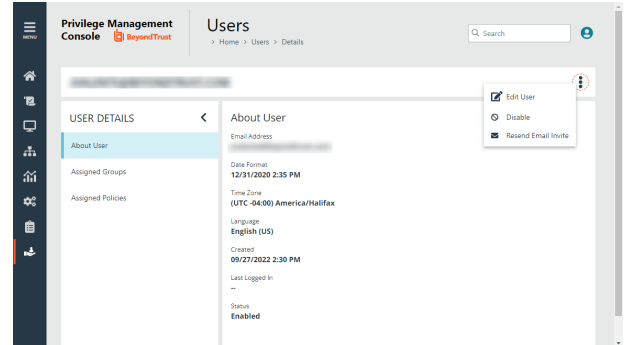 MENU
Privilege Management
Console BeyondTrust
Users
> Home > Users > Details
Search
Edit User
Disable
Resend Email Invite
USER DETAILS
About User
Assigned Groups
Assigned Policies
About User
Email Address
Date Format
12/31/2020 2:35 PM
Time Zone
(UTC -04:00) America/Halifax
Language
English (US)
Created
09/27/2022 2:30 PM
Last Logged In
--
Status
Enabled